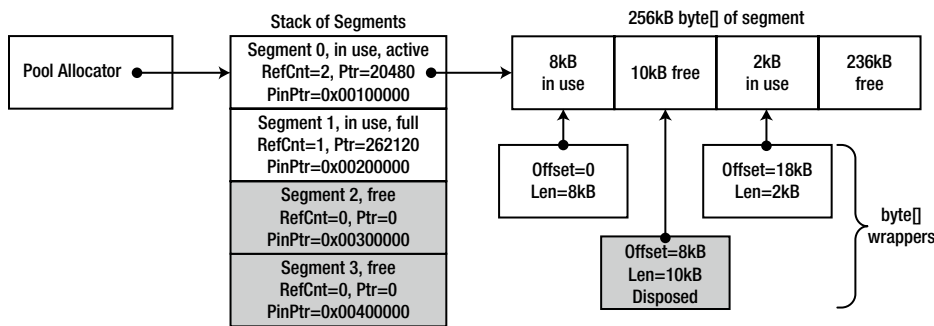 Stack of Segments
256kB byte[] of segment
Pool Allocator
Segment 0, in use, active
RefCnt=2, Ptr=20480
PinPtr=0x00100000
Segment 1, in use, full
RefCnt=1, Ptr=262120
PinPtr=0x00200000
Segment 2, free
RefCnt=0, Ptr=0
PinPtr=0x00300000
Segment 3, free
RefCnt=0, Ptr=0
PinPtr=0x00400000
8kB
in use
10kB free
2kB
in use
236kB
free
Offset=0
Len=8kB
Offset=18kB
Len=2kB
Offset=8kB
Len=10kB
Disposed
byte[]
wrappers